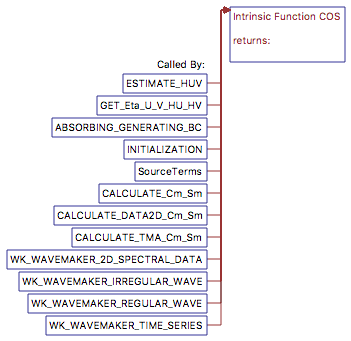 Intrinsic Function COS
returns:
Called By:
ESTIMATE_HUV
GET_Eta_U_V_HU_HV
ABSORBING_GENERATING_BC
INITIALIZATION
SourceTerms
CALCULATE_Cm_Sm
CALCULATE_DATA2D_Cm_Sm
CALCULATE_TMA_Cm_Sm
WK_WAVEMAKER_2D_SPECTRAL_DATA
WK_WAVEMAKER_IRREGULAR_WAVE
WK_WAVEMAKER_REGULAR_WAVE
WK_WAVEMAKER_TIME_SERIES